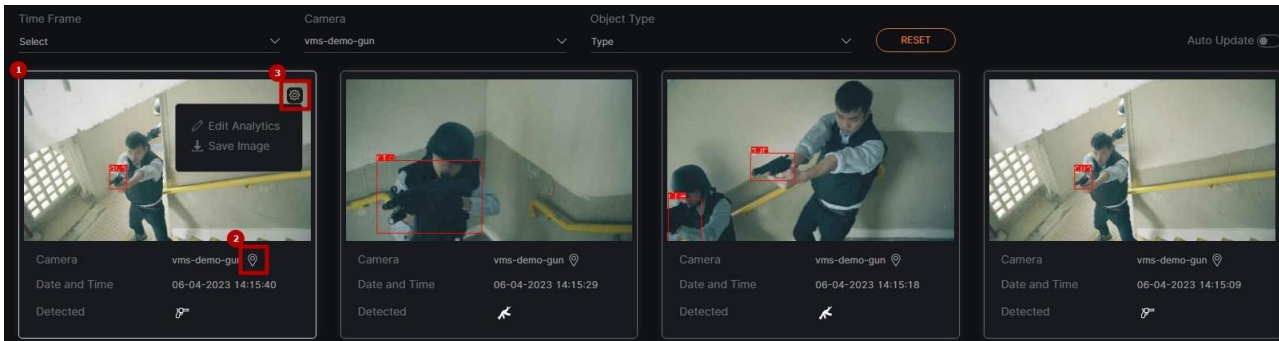 Time Frame
Camera
Object Type
Select
vms-demo-gun
Type
RESET
Auto Update
1
3
Edit Analytics
Save Image
gun
gun
gun
2
Camera
vms-demo-gun
Camera
vms-demo-gun
Camera
vms-demo-gun
Camera
vms-demo-gun
Date and Time
06-04-2023 14:15:40
Date and Time
06-04-2023 14:15:29
Date and Time
06-04-2023 14:15:18
Date and Time
06-04-2023 14:15:09
Detected
Detected
Detected
Detected